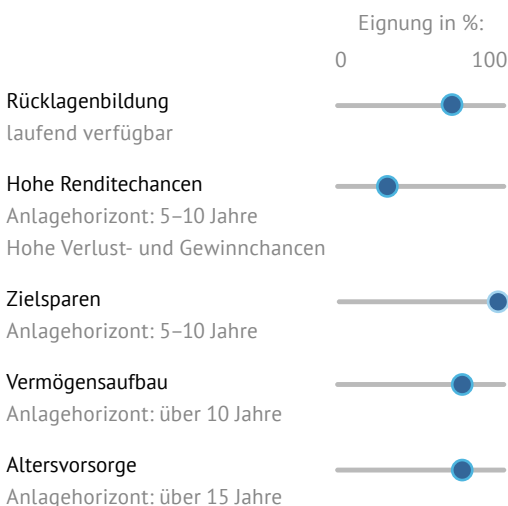 Eignung in %:
0 100
Rücklagenbildung
laufend verfügbar
Hohe Renditechancen
Anlagehorizont: 5–10 Jahre
Hohe Verlust- und Gewinnchancen
Zielsparen
Anlagehorizont: 5–10 Jahre
Vermögensaufbau
Anlagehorizont: über 10 Jahre
Altersvorsorge
Anlagehorizont: über 15 Jahre